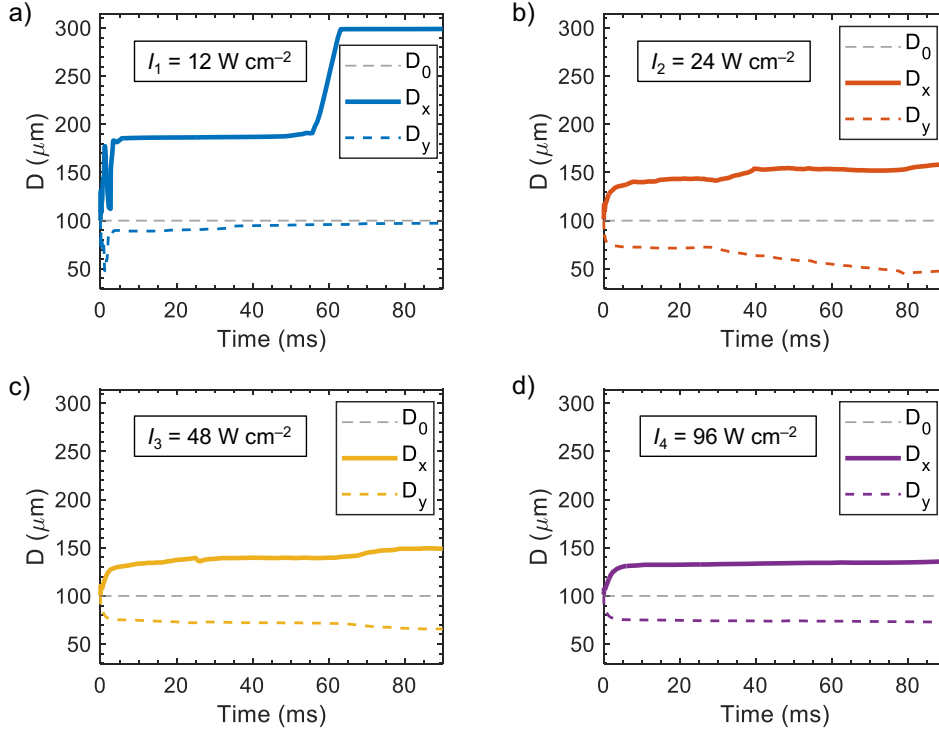 a)
I₁ = 12 W cm⁻²
D₀
Dₓ
D_y
300
250
200
150
100
50
D (μm)
0 20 40 60 80
Time (ms)
b)
I₂ = 24 W cm⁻²
D₀
Dₓ
D_y
300
250
200
150
100
50
D (μm)
0 20 40 60 80
Time (ms)
c)
I₃ = 48 W cm⁻²
D₀
Dₓ
D_y
300
250
200
150
100
50
D (μm)
0 20 40 60 80
Time (ms)
d)
I₄ = 96 W cm⁻²
D₀
Dₓ
D_y
300
250
200
150
100
50
D (μm)
0 20 40 60 80
Time (ms)